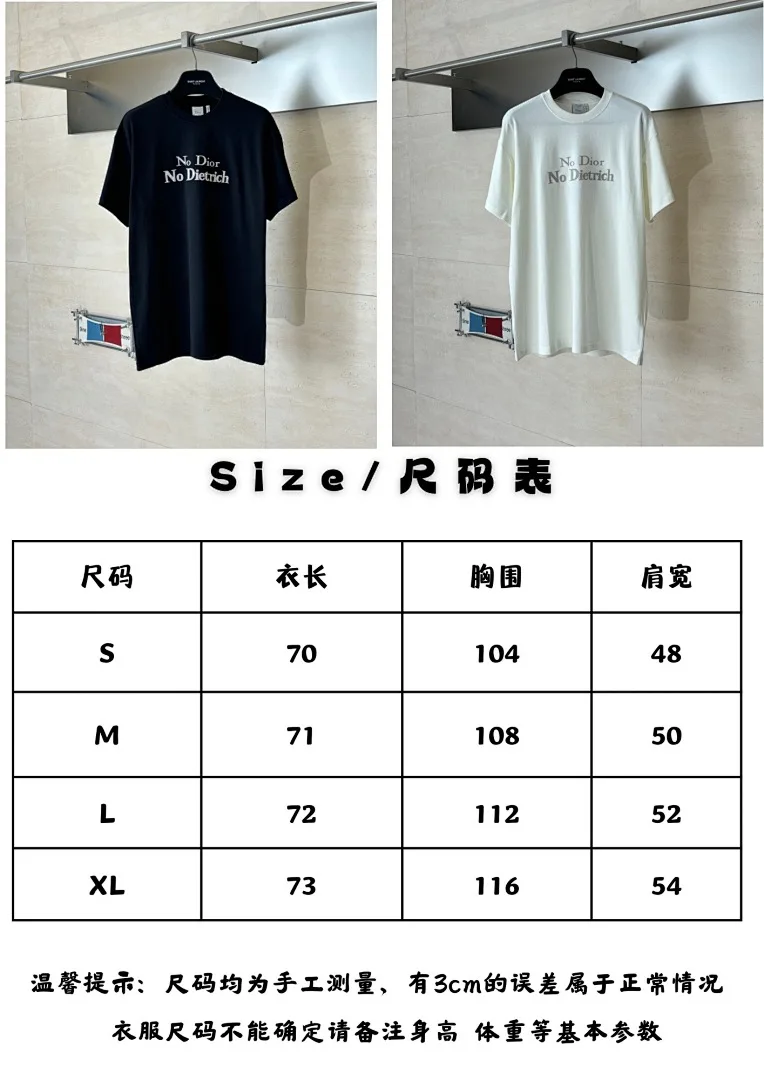 No Dior
No Dietrich
No Dior
No Dietrich
Size/尺码表
尺码 衣长 胸围 肩宽
S 70 104 48
M 71 108 50
L 72 112 52
XL 73 116 54
温馨提示：尺码均为手工测量，有3cm的误差属于正常情况
衣服尺码不能确定请备注身高 体重等基本参数